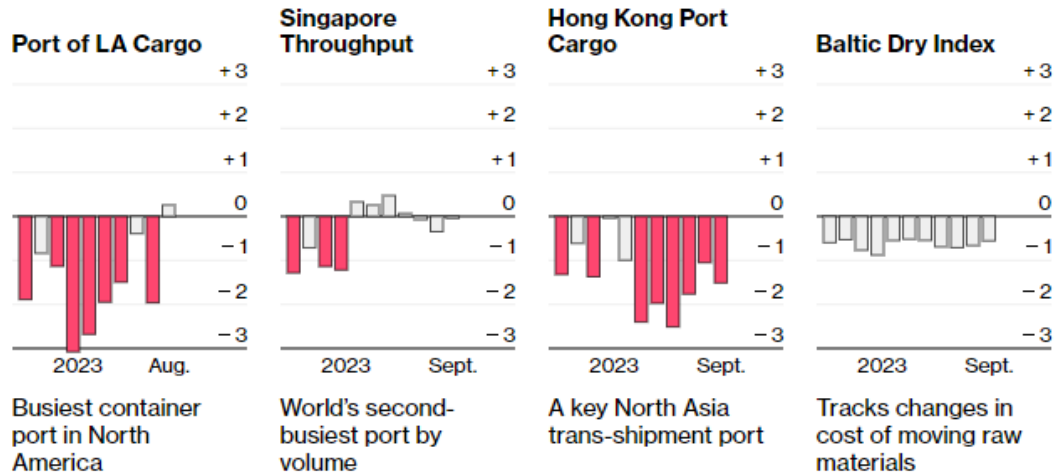 Port of LA Cargo
+3
+2
+1
0
−1
−2
−3
2023 Aug.
Busiest container
port in North
America
Singapore
Throughput
+3
+2
+1
0
−1
−2
−3
2023 Sept.
World's second-
busiest port by
volume
Hong Kong Port
Cargo
+3
+2
+1
0
−1
−2
−3
2023 Sept.
A key North Asia
trans-shipment port
Baltic Dry Index
+3
+2
+1
0
−1
−2
−3
2023 Sept.
Tracks changes in
cost of moving raw
materials